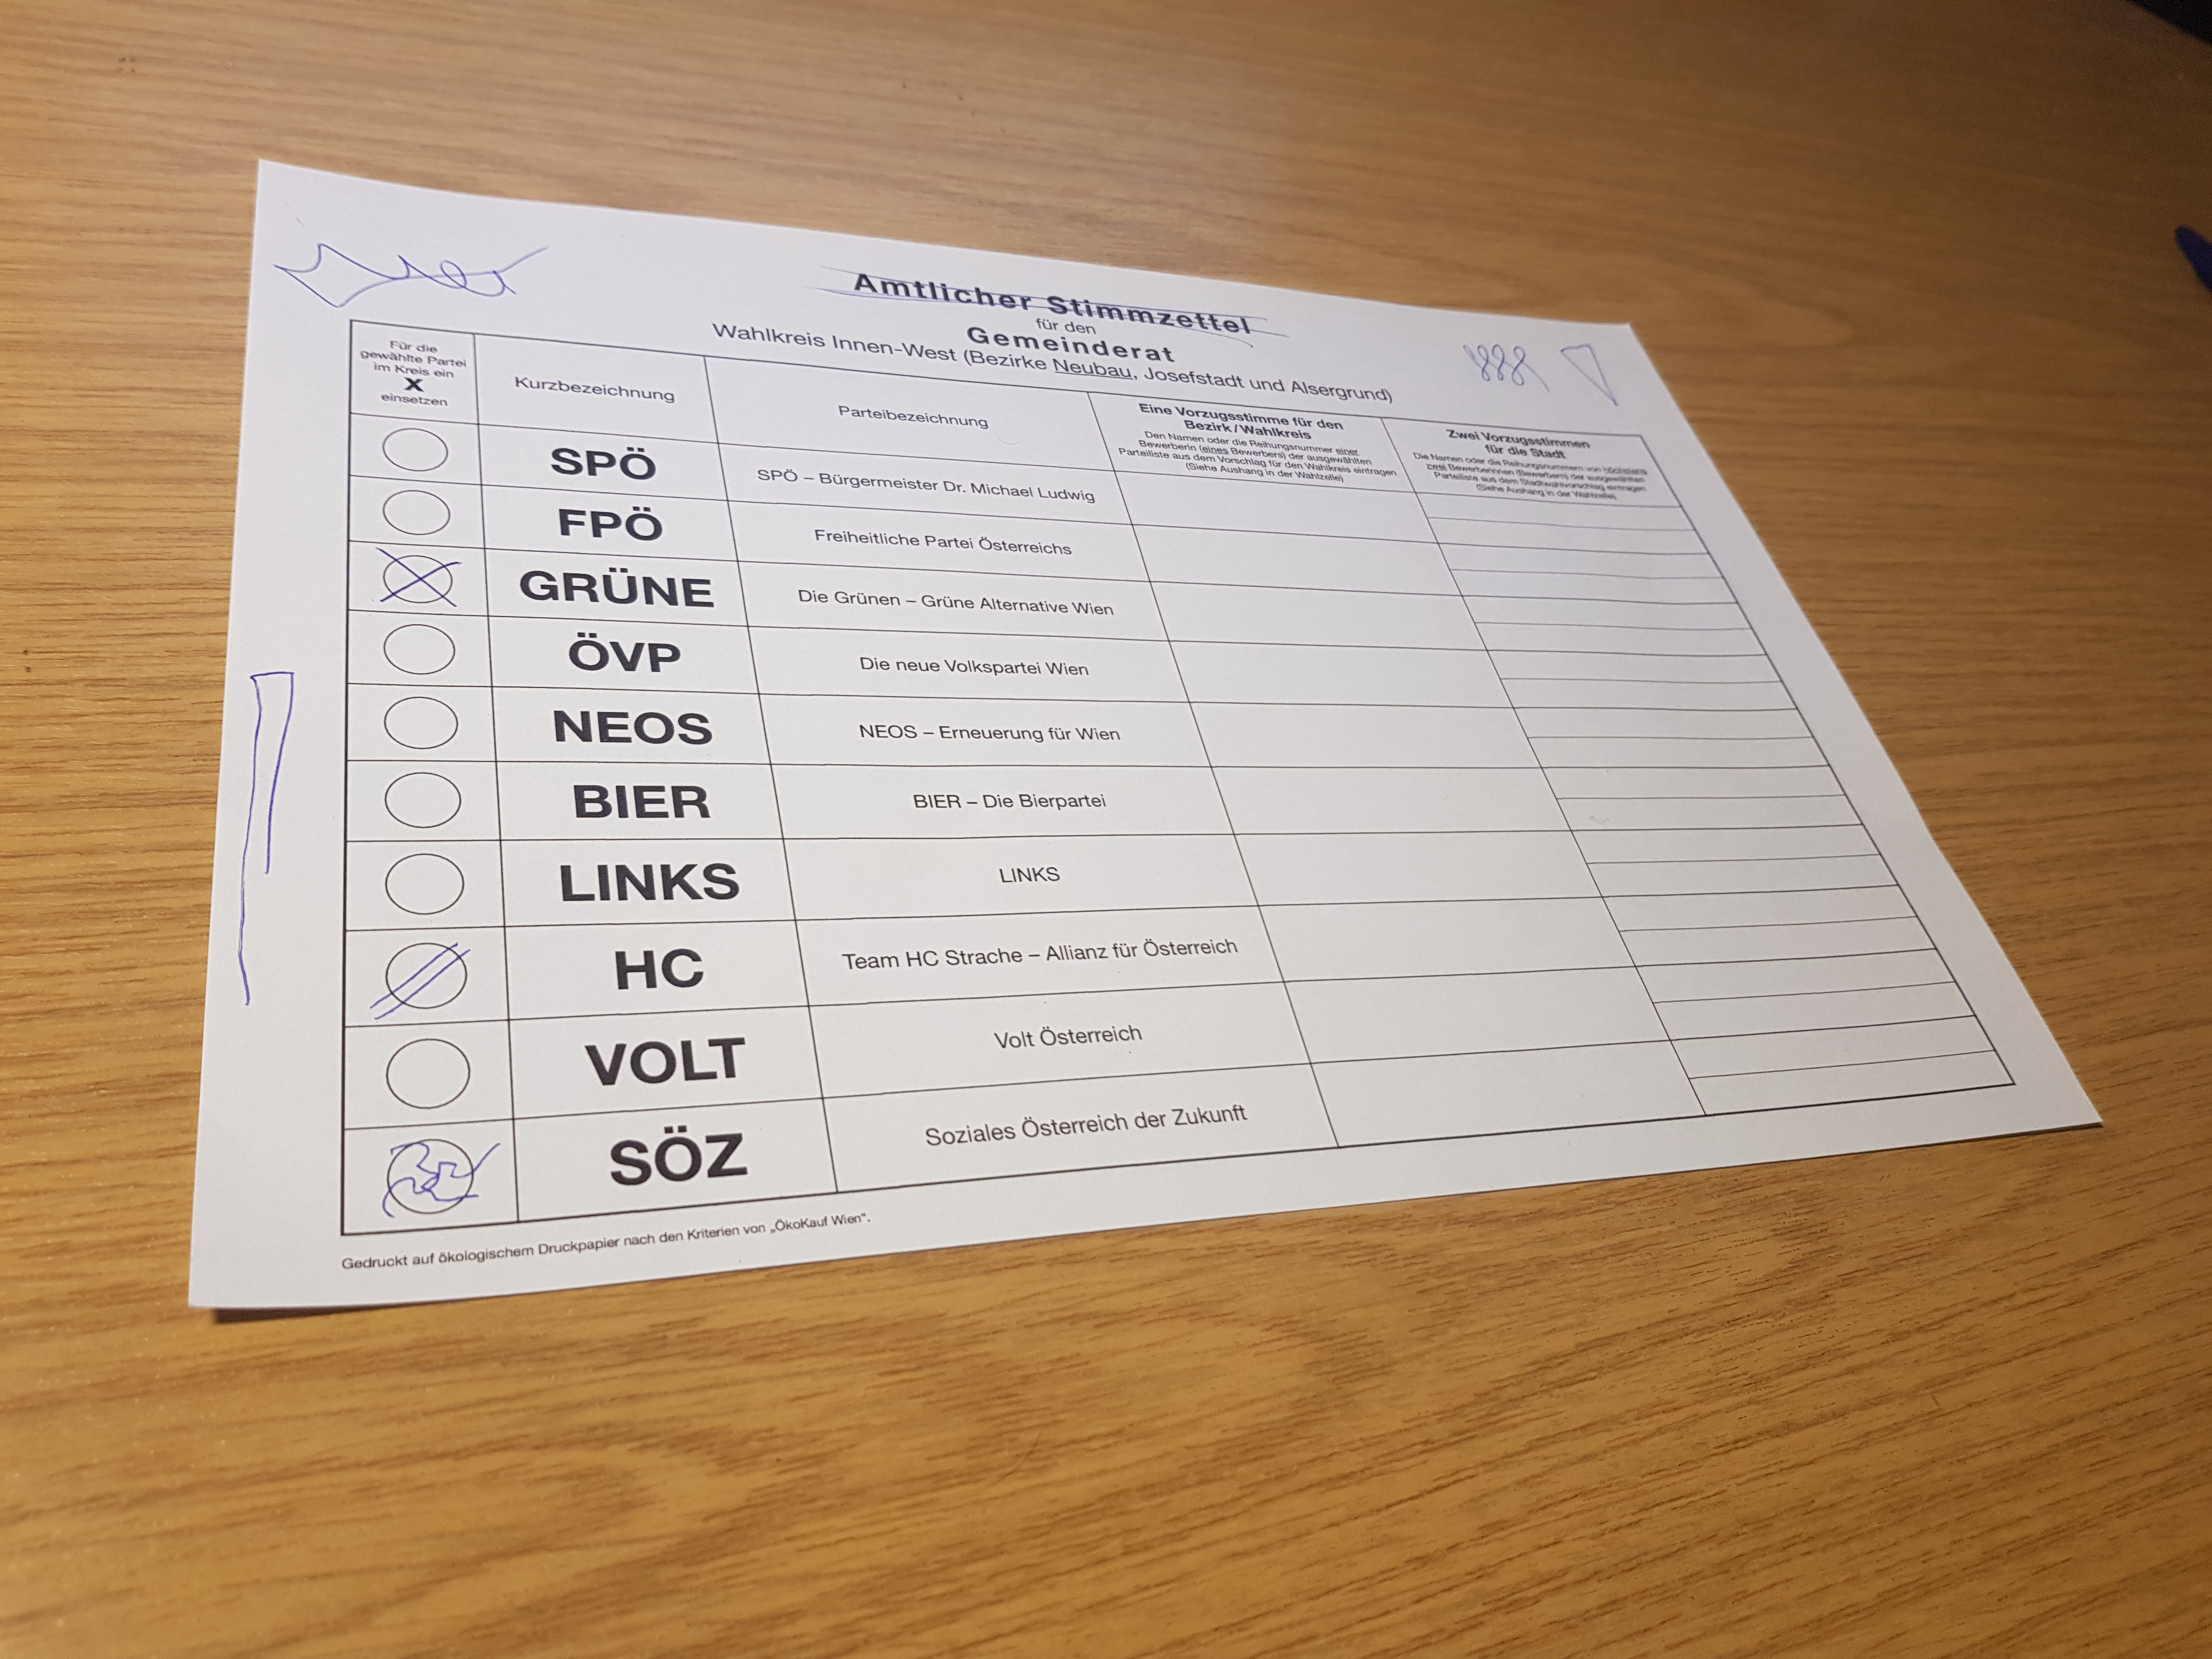 Amtlicher Stimmzettel
für den
Gemeinderat
Wahlkreis Innen-West (Bezirke Neubau, Josefstadt und Alsergrund)
Für die
gewählte Partei
im Kreis ein
X
einsetzen
Kurzbezeichnung
Parteibezeichnung
Eine Vorzugsstimme für den
Bezirk / Wahlkreis
Den Namen oder die Reihungsnummer einer
Bewerberin (eines Bewerbers) der ausgewählten
Parteiliste aus dem Vorschlag für den Wahlkreis eintragen
(Siehe Aushang in der Wahlzelle)
Zwei Vorzugsstimmen
für die Stadt
Die Namen oder die Reihungsnummern von höchstens
zwei Bewerberinnen (Bewerbern) der ausgewählten
Parteiliste aus dem Stadtwahlvorschlag eintragen
(Siehe Aushang in der Wahlzelle)
SPÖ SPÖ – Bürgermeister Dr. Michael Ludwig
FPÖ Freiheitliche Partei Österreichs
GRÜNE Die Grünen – Grüne Alternative Wien
ÖVP Die neue Volkspartei Wien
NEOS NEOS – Erneuerung für Wien
BIER BIER – Die Bierpartei
LINKS LINKS
HC Team HC Strache – Allianz für Österreich
VOLT Volt Österreich
SÖZ Soziales Österreich der Zukunft
Gedruckt auf ökologischem Druckpapier nach den Kriterien von „ÖkoKauf Wien“.